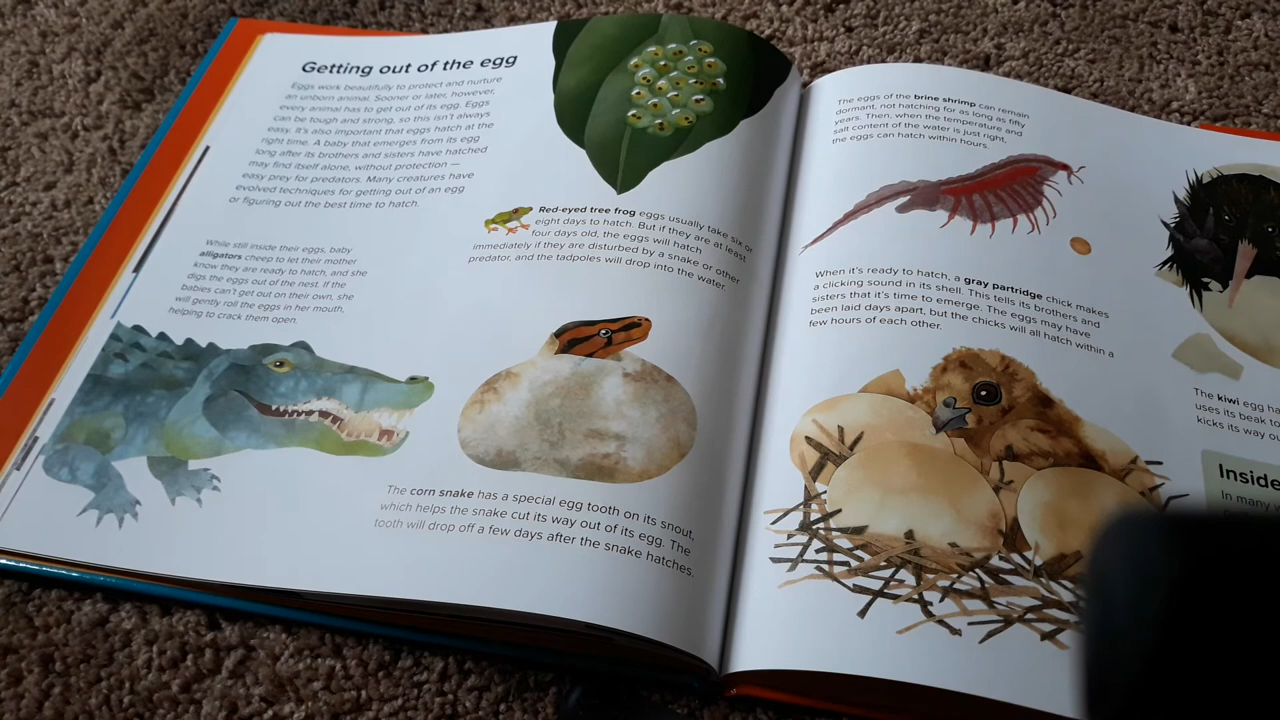 Getting out of the egg
Eggs work beautifully to protect and nurture
an unborn animal. Sooner or later, however,
every animal has to get out of its egg. Eggs
can be tough and strong, so this isn't always
easy. It's also important that eggs hatch at the
right time. A baby that emerges from its egg
long after its brothers and sisters have hatched
may find itself alone, without protection —
easy prey for predators. Many creatures have
evolved techniques for getting out of an egg
or figuring out the best time to hatch.
While still inside their eggs, baby
alligators cheep to let their mother
know they are ready to hatch, and she
digs the eggs out of the nest. If the
babies can't get out on their own, she
will gently roll the eggs in her mouth,
helping to crack them open.
Red-eyed tree frog eggs usually take six or
eight days to hatch. But if they are at least
four days old, the eggs will hatch
immediately if they are disturbed by a snake or other
predator, and the tadpoles will drop into the water.
The corn snake has a special egg tooth on its snout,
which helps the snake cut its way out of its egg. The
tooth will drop off a few days after the snake hatches.
The eggs of the brine shrimp can remain
dormant, not hatching for as long as fifty
years. Then, when the temperature and
salt content of the water is just right,
the eggs can hatch within hours.
When it's ready to hatch, a gray partridge chick makes
a clicking sound in its shell. This tells its brothers and
sisters that it's time to emerge. The eggs may have
been laid days apart, but the chicks will all hatch within a
few hours of each other.
The kiwi egg ha
uses its beak to
kicks its way ou
Inside
In many